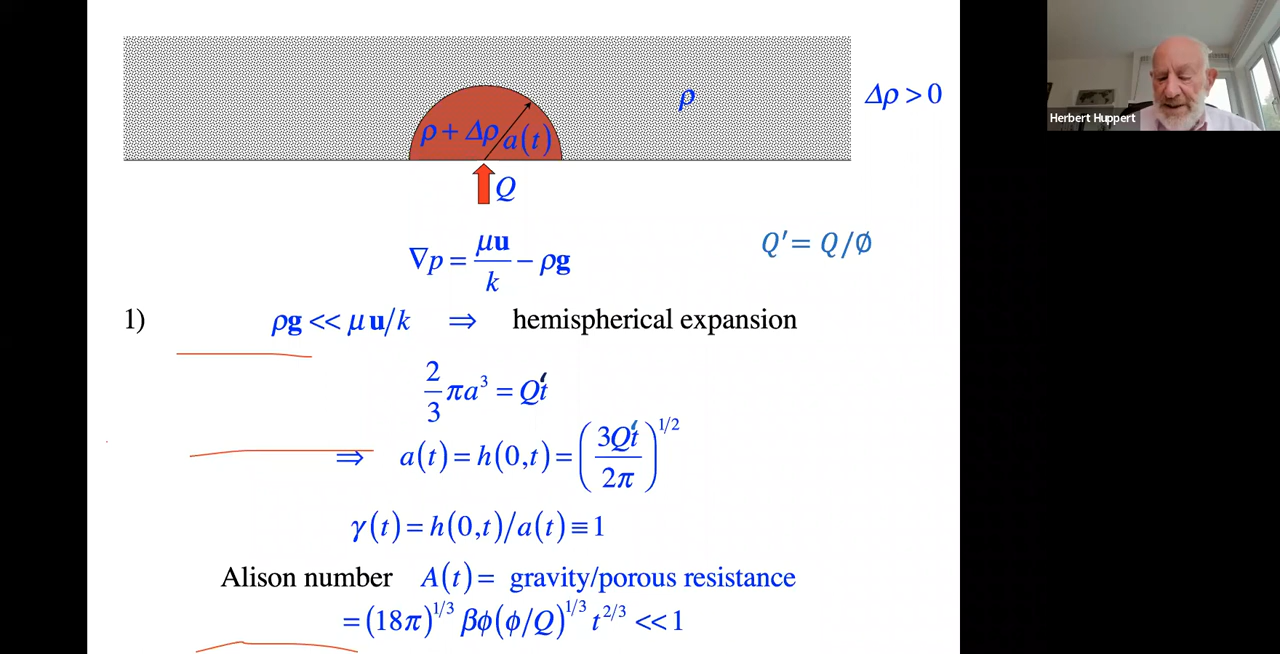 ρ Δρ > 0
ρ + Δρ a(t)
Herbert Huppert
Q
∇p = μu/k − ρg Q′ = Q/∅
1) ρg << μu/k ⇒ hemispherical expansion
2/3 πa³ = Q′t
⇒ a(t) = h(0,t) = (3Q′t/2π)^1/2
γ(t) = h(0,t)/a(t) ≡ 1
Alison number A(t) = gravity/porous resistance
= (18π)^1/3 βϕ(ϕ/Q)^1/3 t^2/3 << 1